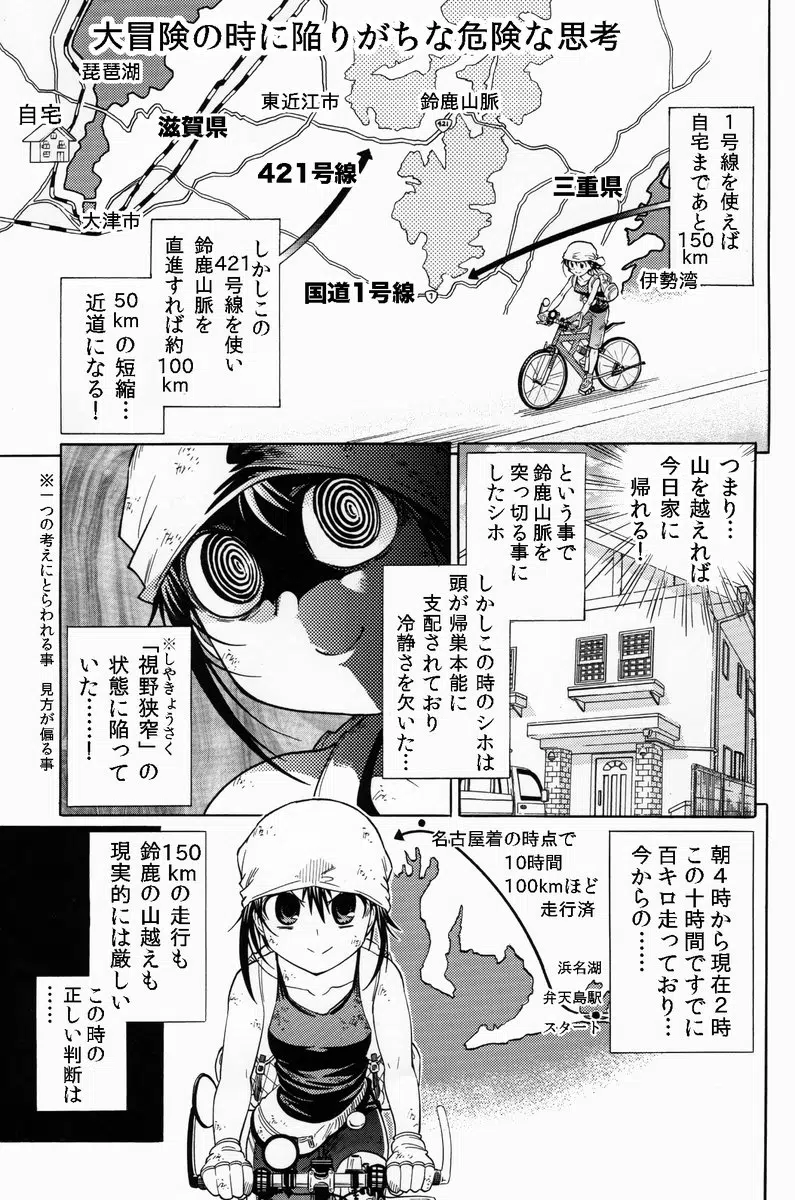 大冒険の時に陥りがちな危険な思考
琵琶湖
自宅
滋賀県
東近江市
鈴鹿山脈
421
421号線
三重県
大津市
国道1号線
1
伊勢湾
1号線を使えば
自宅まであと
150km
しかしこの
421号線を使い
鈴鹿山脈を
直進すれば約
100km
50kmの短縮…
近道になる!
つまり…
山を越えれば
今日家に
帰れる!
という事で
鈴鹿山脈を
突っ切る事に
したシホ
しかしこの時のシホは
頭が帰巣本能に
支配されており
冷静さを欠いた…
※しやきょうさく
「視野狭窄」の
状態に陥って
いた……!
※一つの考えにとらわれる事 見方が偏る事
朝4時から現在2時
この十時間ですでに
百キロ走っており…
今からの……
名古屋着の時点で
10時間
100kmほど
走行済
浜名湖
弁天島駅
スタート
150kmの走行も
鈴鹿の山越えも
現実的には厳しい
この時の
正しい判断は
……